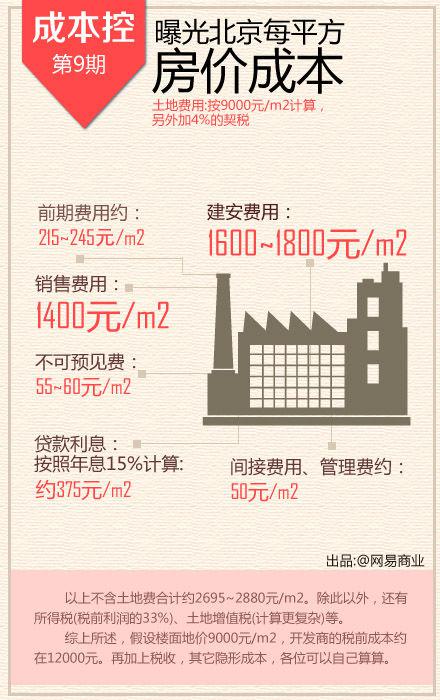 成本控
第9期
曝光北京每平方
房价成本
土地费用:按9000元/m2计算，
另外加4%的契税
前期费用约：
215~245元/m2
建安费用：
1600~1800元/m2
销售费用：
1400元/m2
不可预见费：
55~60元/m2
贷款利息：
按照年息15%计算:
约375元/m2
间接费用、管理费约：
50元/m2
出品:@网易商业
以上不含土地费合计约2695~2880元/m2。除此以外，还有
所得税(税前利润的33%)、土地增值税(计算更复杂)等。
综上所述，假设楼面地价9000元/m2，开发商的税前成本约
在12000元。再加上税收，其它隐形成本，各位可以自己算算。